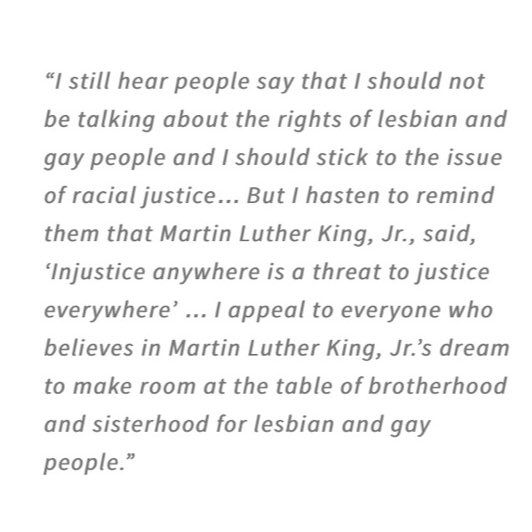 “I still hear people say that I should not
be talking about the rights of lesbian and
gay people and I should stick to the issue
of racial justice... But I hasten to remind
them that Martin Luther King, Jr., said,
‘Injustice anywhere is a threat to justice
everywhere’ ... I appeal to everyone who
believes in Martin Luther King, Jr.’s dream
to make room at the table of brotherhood
and sisterhood for lesbian and gay
people.”